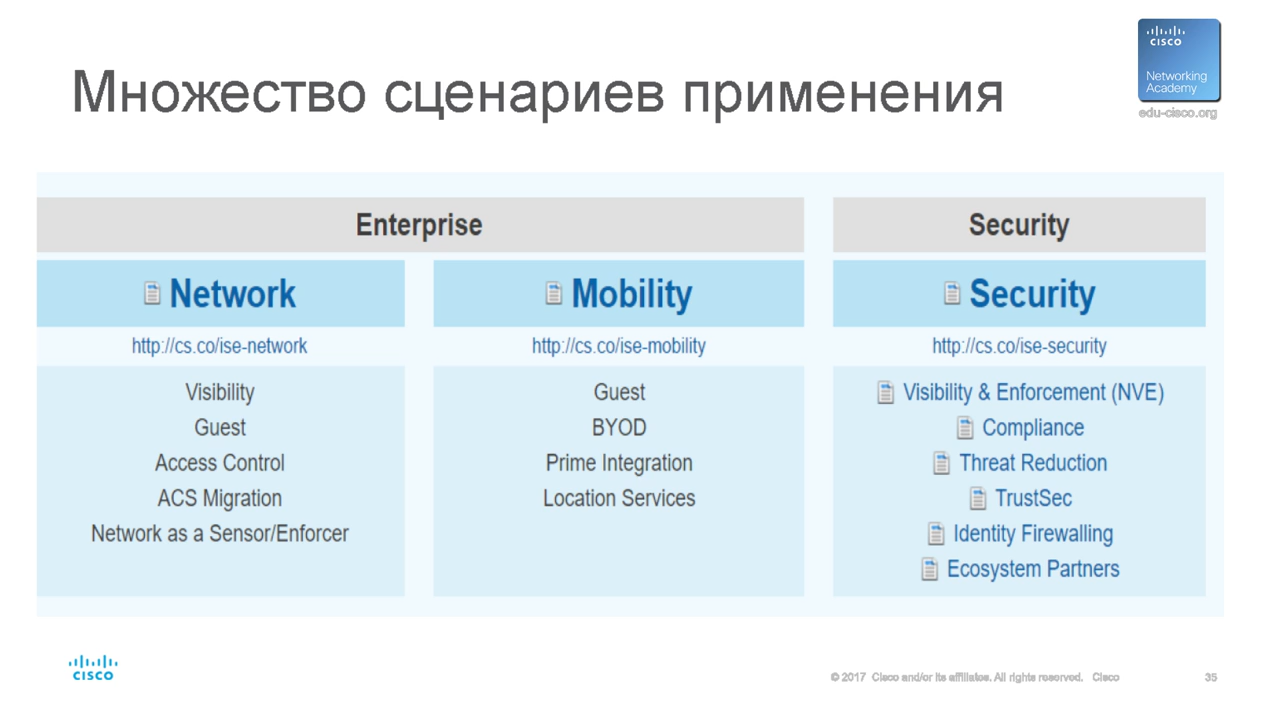 CISCO
Networking
Academy
edu-cisco.org
Множество сценариев применения
Enterprise
Security
Network
Mobility
Security
http://cs.co/ise-network
http://cs.co/ise-mobility
http://cs.co/ise-security
Visibility
Guest
Access Control
ACS Migration
Network as a Sensor/Enforcer
Guest
BYOD
Prime Integration
Location Services
Visibility & Enforcement (NVE)
Compliance
Threat Reduction
TrustSec
Identity Firewalling
Ecosystem Partners
CISCO
© 2017 Cisco and/or its affiliates. All rights reserved. Cisco
35